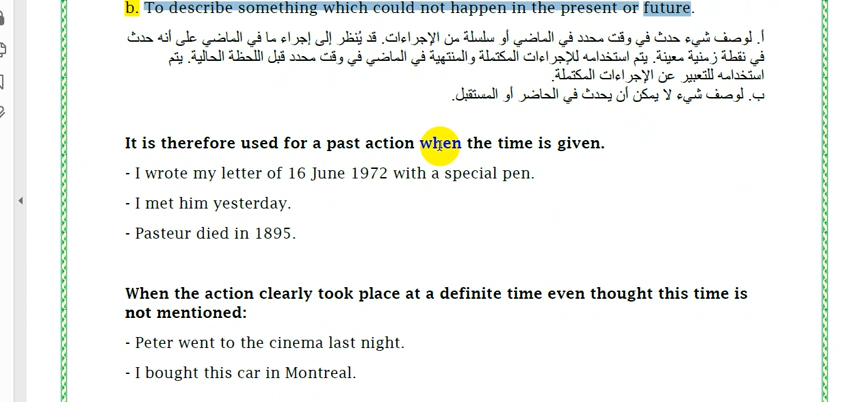 b. To describe something which could not happen in the present or future.
أ. لوصف شيء حدث في وقت محدد في الماضي أو سلسلة من الإجراءات. قد يُنظر إلى إجراء ما في الماضي على أنه حدث
في نقطة زمنية معينة. يتم استخدامه للإجراءات المكتملة والمنتهية في الماضي في وقت محدد قبل اللحظة الحالية. يتم
استخدامه للتعبير عن الإجراءات المكتملة.
ب. لوصف شيء لا يمكن أن يحدث في الحاضر أو المستقبل.
It is therefore used for a past action when the time is given.
- I wrote my letter of 16 June 1972 with a special pen.
- I met him yesterday.
- Pasteur died in 1895.
When the action clearly took place at a definite time even thought this time is
not mentioned:
- Peter went to the cinema last night.
- I bought this car in Montreal.